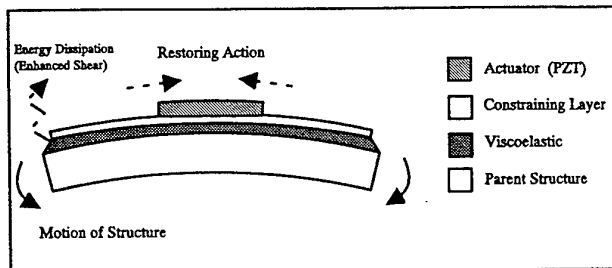 Energy Dissipation
(Enhanced Shear)
Restoring Action
Motion of Structure
Actuator (PZT)
Constraining Layer
Viscoelastic
Parent Structure